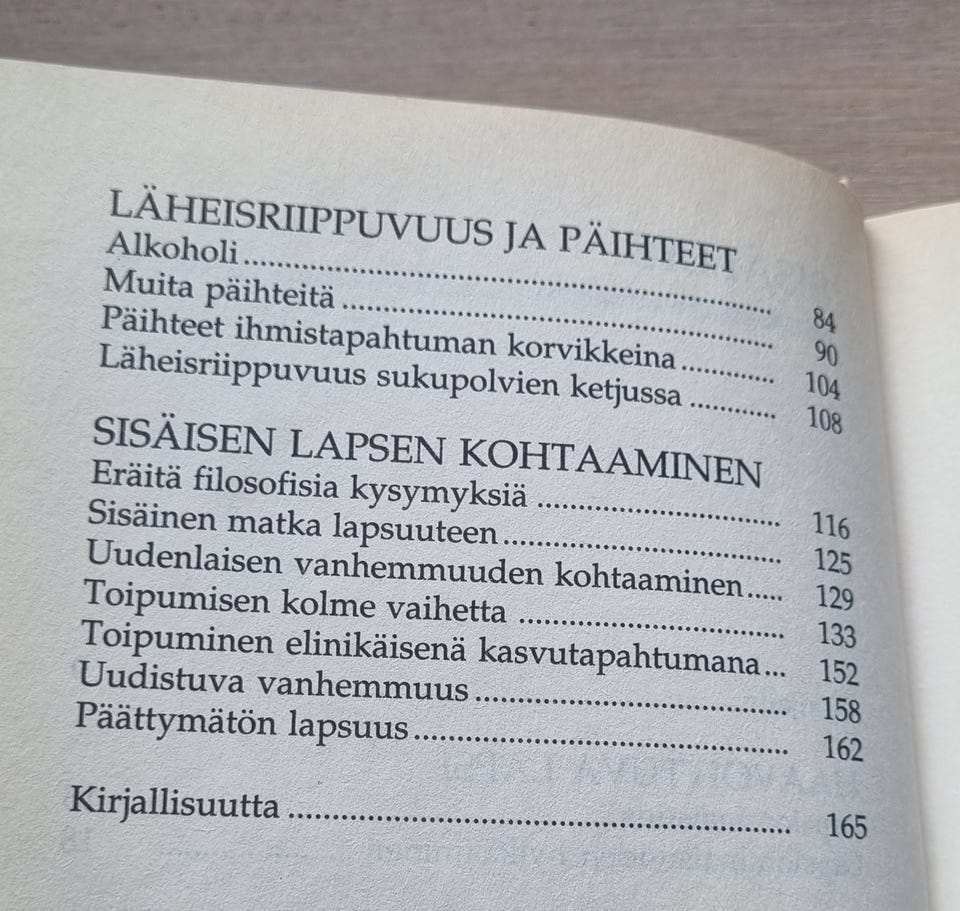 LÄHEISRIIPPUVUUS JA PÄIHTEET
Alkoholi ........ 84
Muita päihteitä ........ 90
Päihteet ihmistapahtuman korvikkeina ........ 104
Läheisriippuvuus sukupolvien ketjussa ........ 108
SISÄISEN LAPSEN KOHTAAMINEN
Eräitä filosofisia kysymyksiä ........ 116
Sisäinen matka lapsuuteen ........ 125
Uudenlaisen vanhemmuuden kohtaaminen ..... 129
Toipumisen kolme vaihetta ........ 133
Toipuminen elinikäisenä kasvutapahtumana ... 152
Uudistuva vanhemmuus ........ 158
Päättymätön lapsuus ........ 162
Kirjallisuutta ........ 165